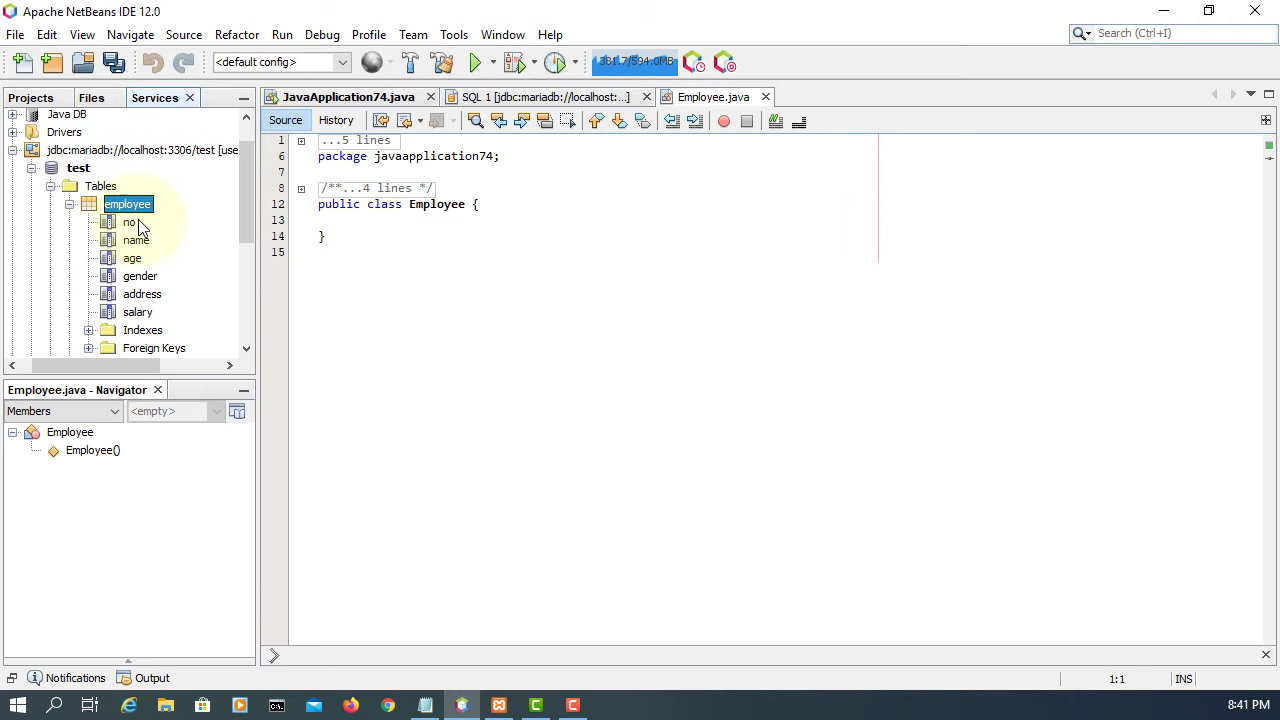 Apache NetBeans IDE 12.0
File Edit View Navigate Source Refactor Run Debug Profile Team Tools Window Help
Search (Ctrl+I)
<default config>
381.7/594.0MB
Projects Files Services
JavaApplication74.java SQL 1 [jdbc:mariadb://localhost:...] Employee.java
Java DB
Drivers
jdbc:mariadb://localhost:3306/test [use
test
Tables
employee
no
name
age
gender
address
salary
Indexes
Foreign Keys
Source History
1 ...5 lines
6 package javaapplication74;
7
8 /**...4 lines */
12 public class Employee {
13
14 }
15
Employee.java - Navigator
Members <empty>
Employee
Employee()
Notifications Output
1:1 INS
8:41 PM